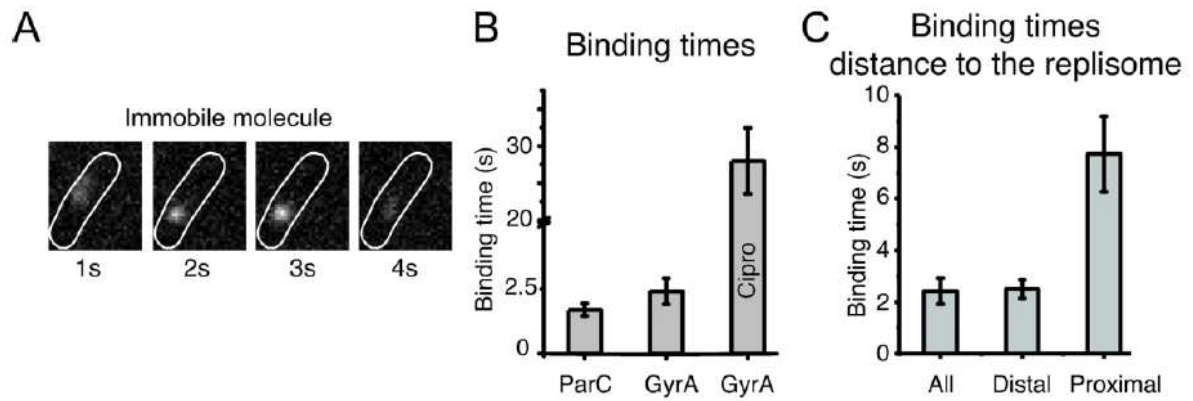 A
Immobile molecule
1s 2s 3s 4s
B
Binding times
Binding time (s)
30
20
2.5
0
Cipro
ParC GyrA GyrA
C
Binding times
distance to the replisome
Binding time (s)
10
8
6
4
2
0
All Distal Proximal